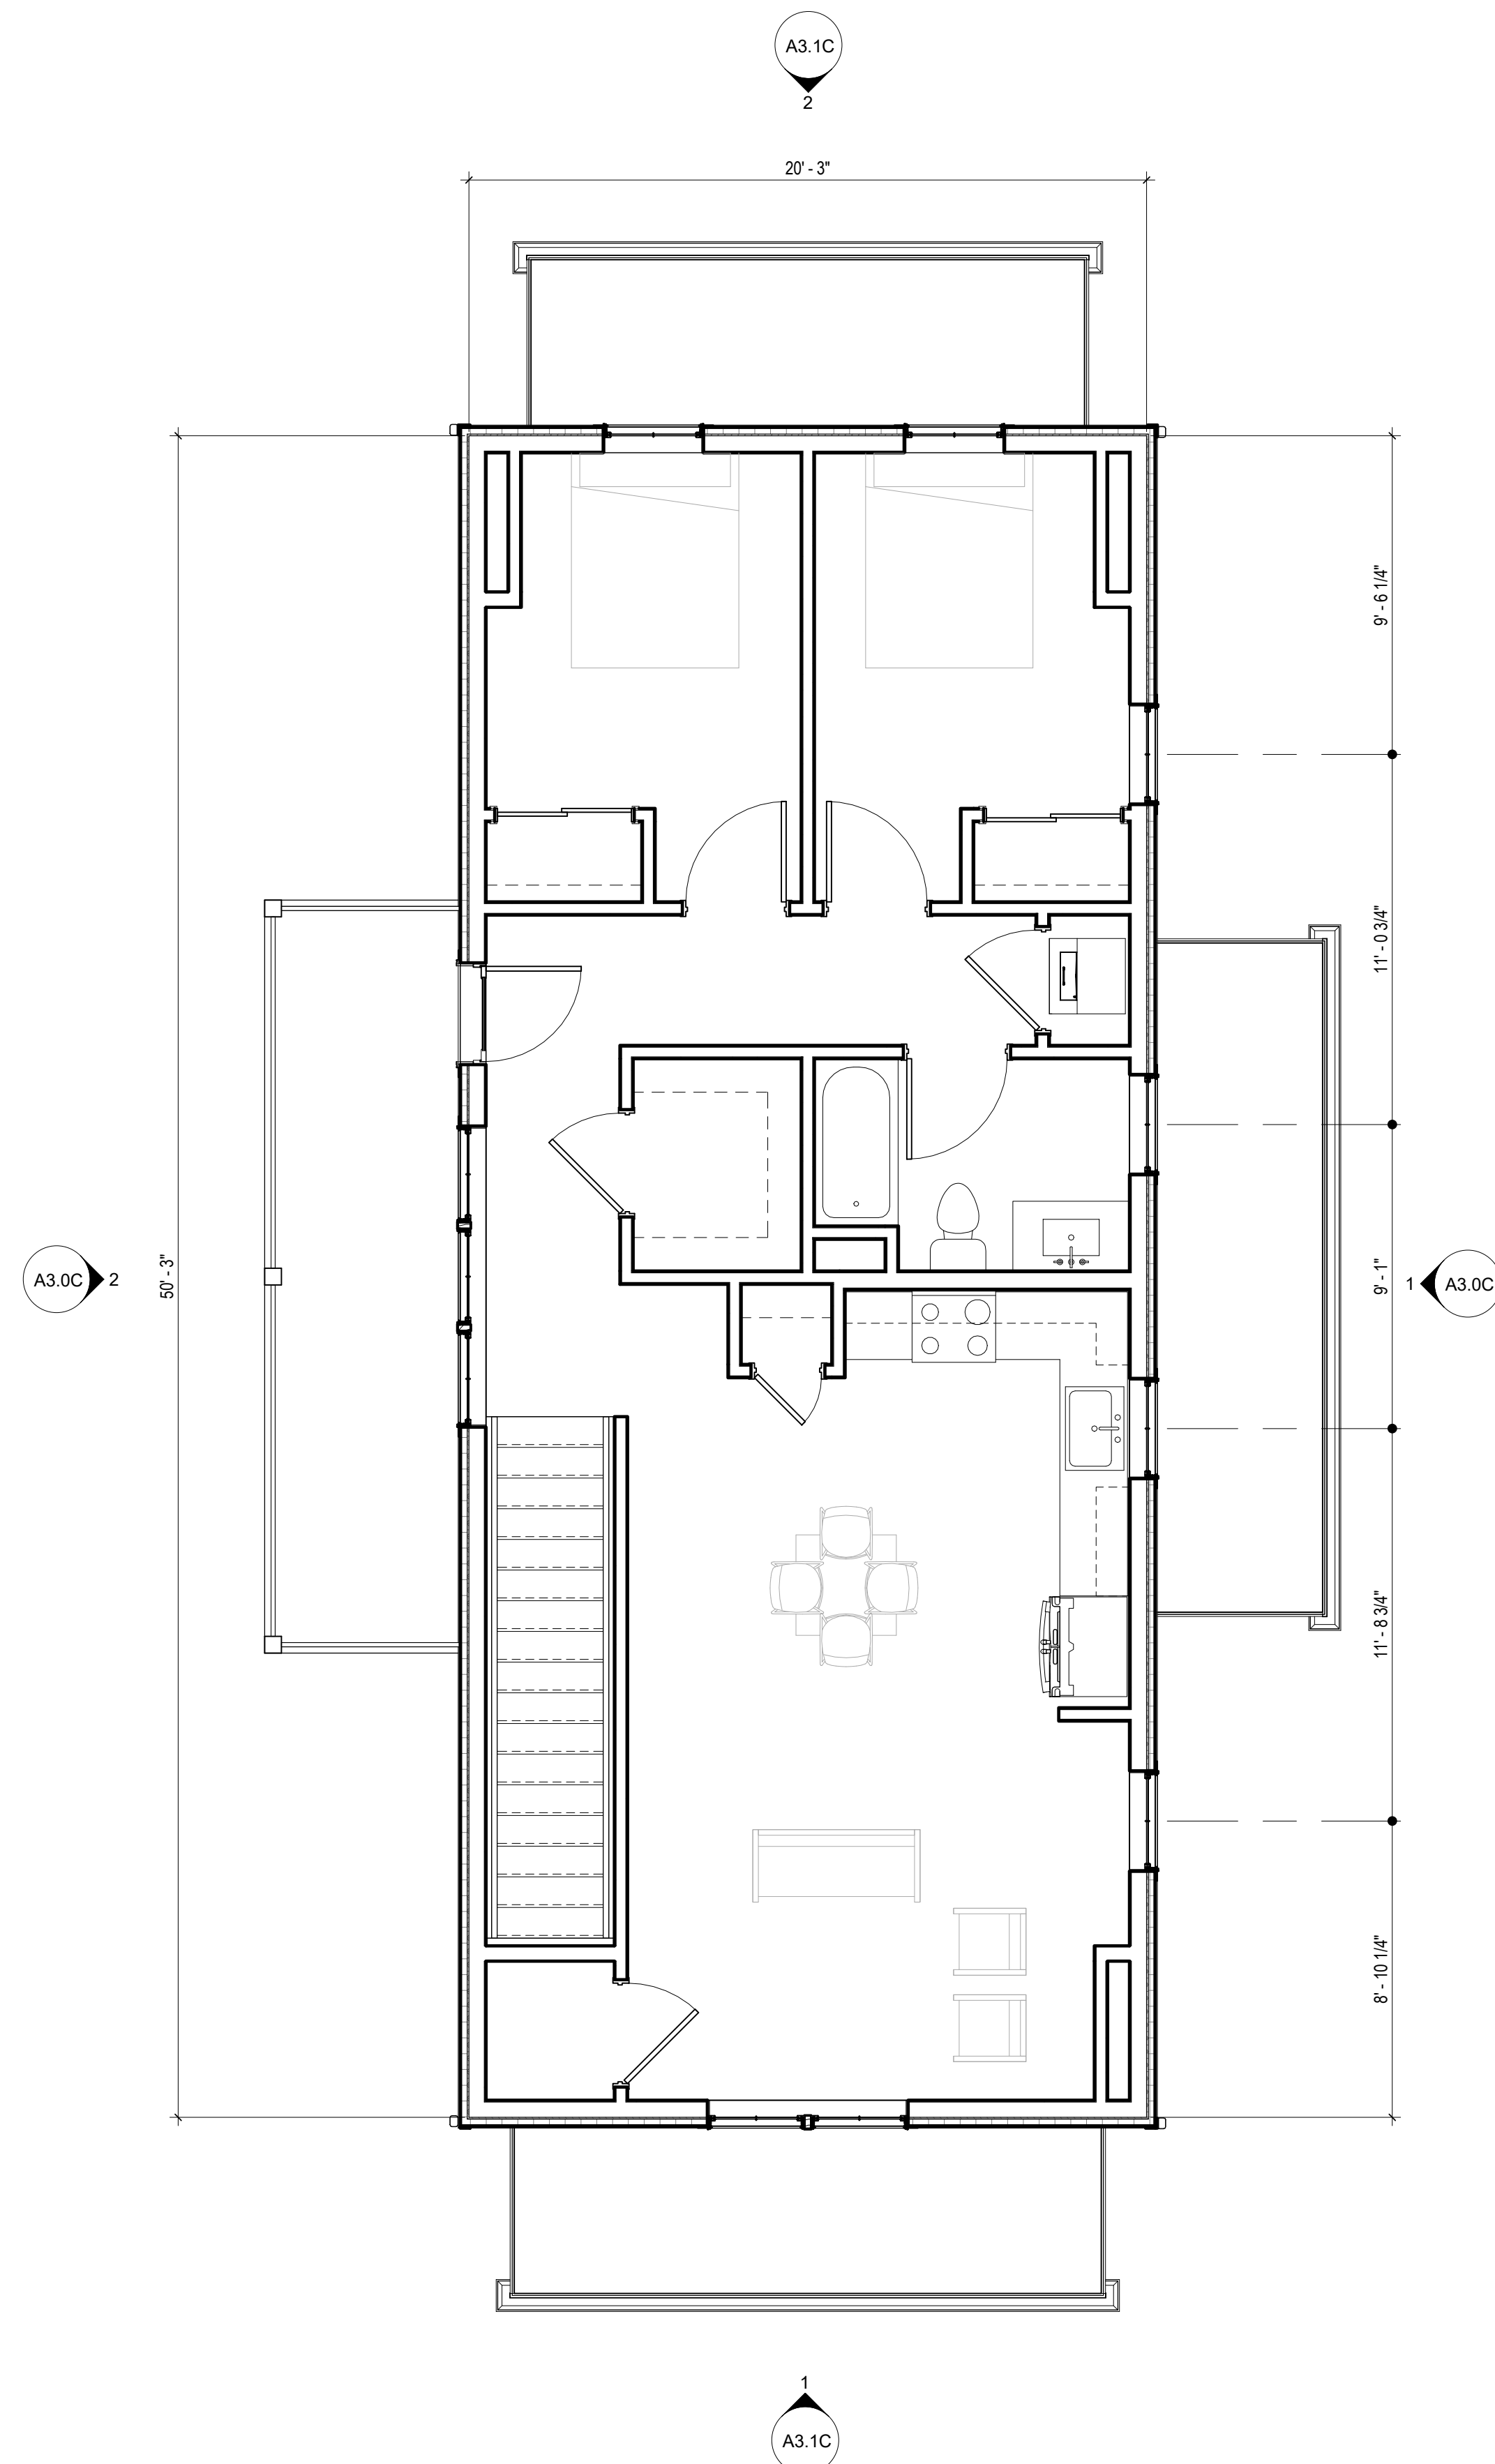 A3.1C
2
20' - 3"
9' - 6 1/4"
11' - 0 3/4"
50' - 3"
A3.0C 2
9' - 1"
1 A3.0C
11' - 8 3/4"
8' - 10 1/4"
1
A3.1C